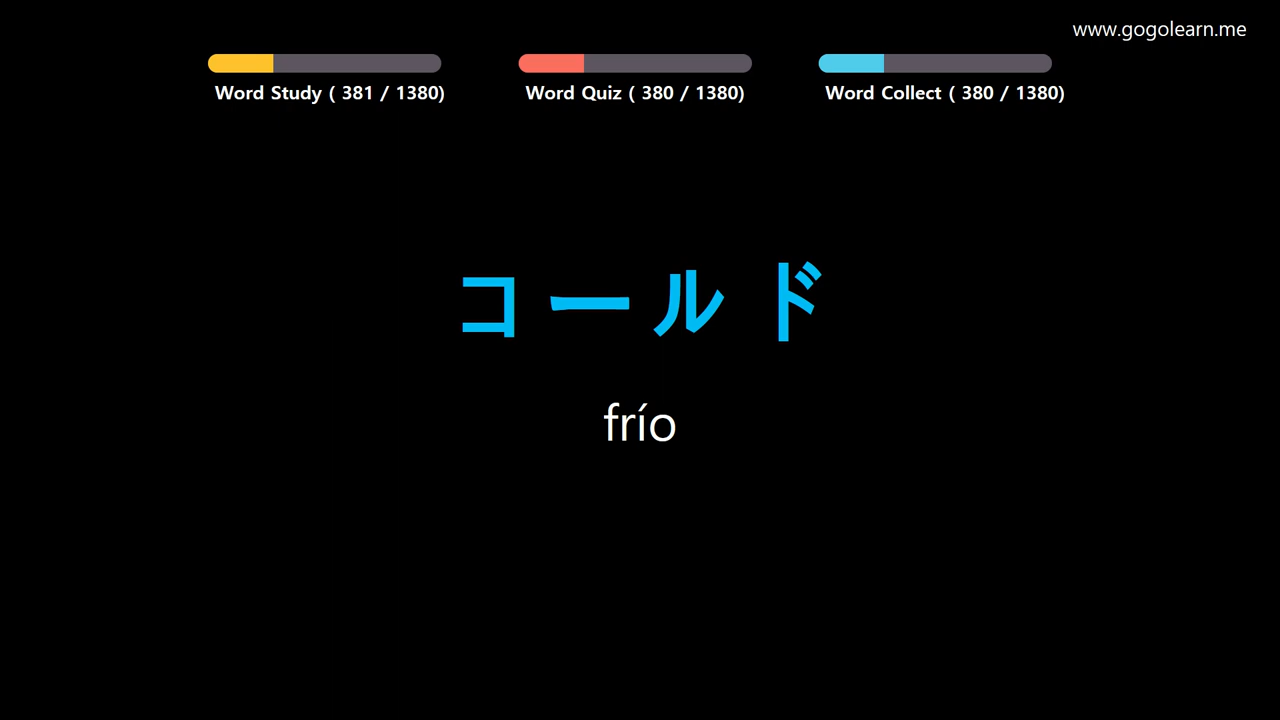 www.gogolearn.me
Word Study ( 381 / 1380)
Word Quiz ( 380 / 1380)
Word Collect ( 380 / 1380)
コールド
frío